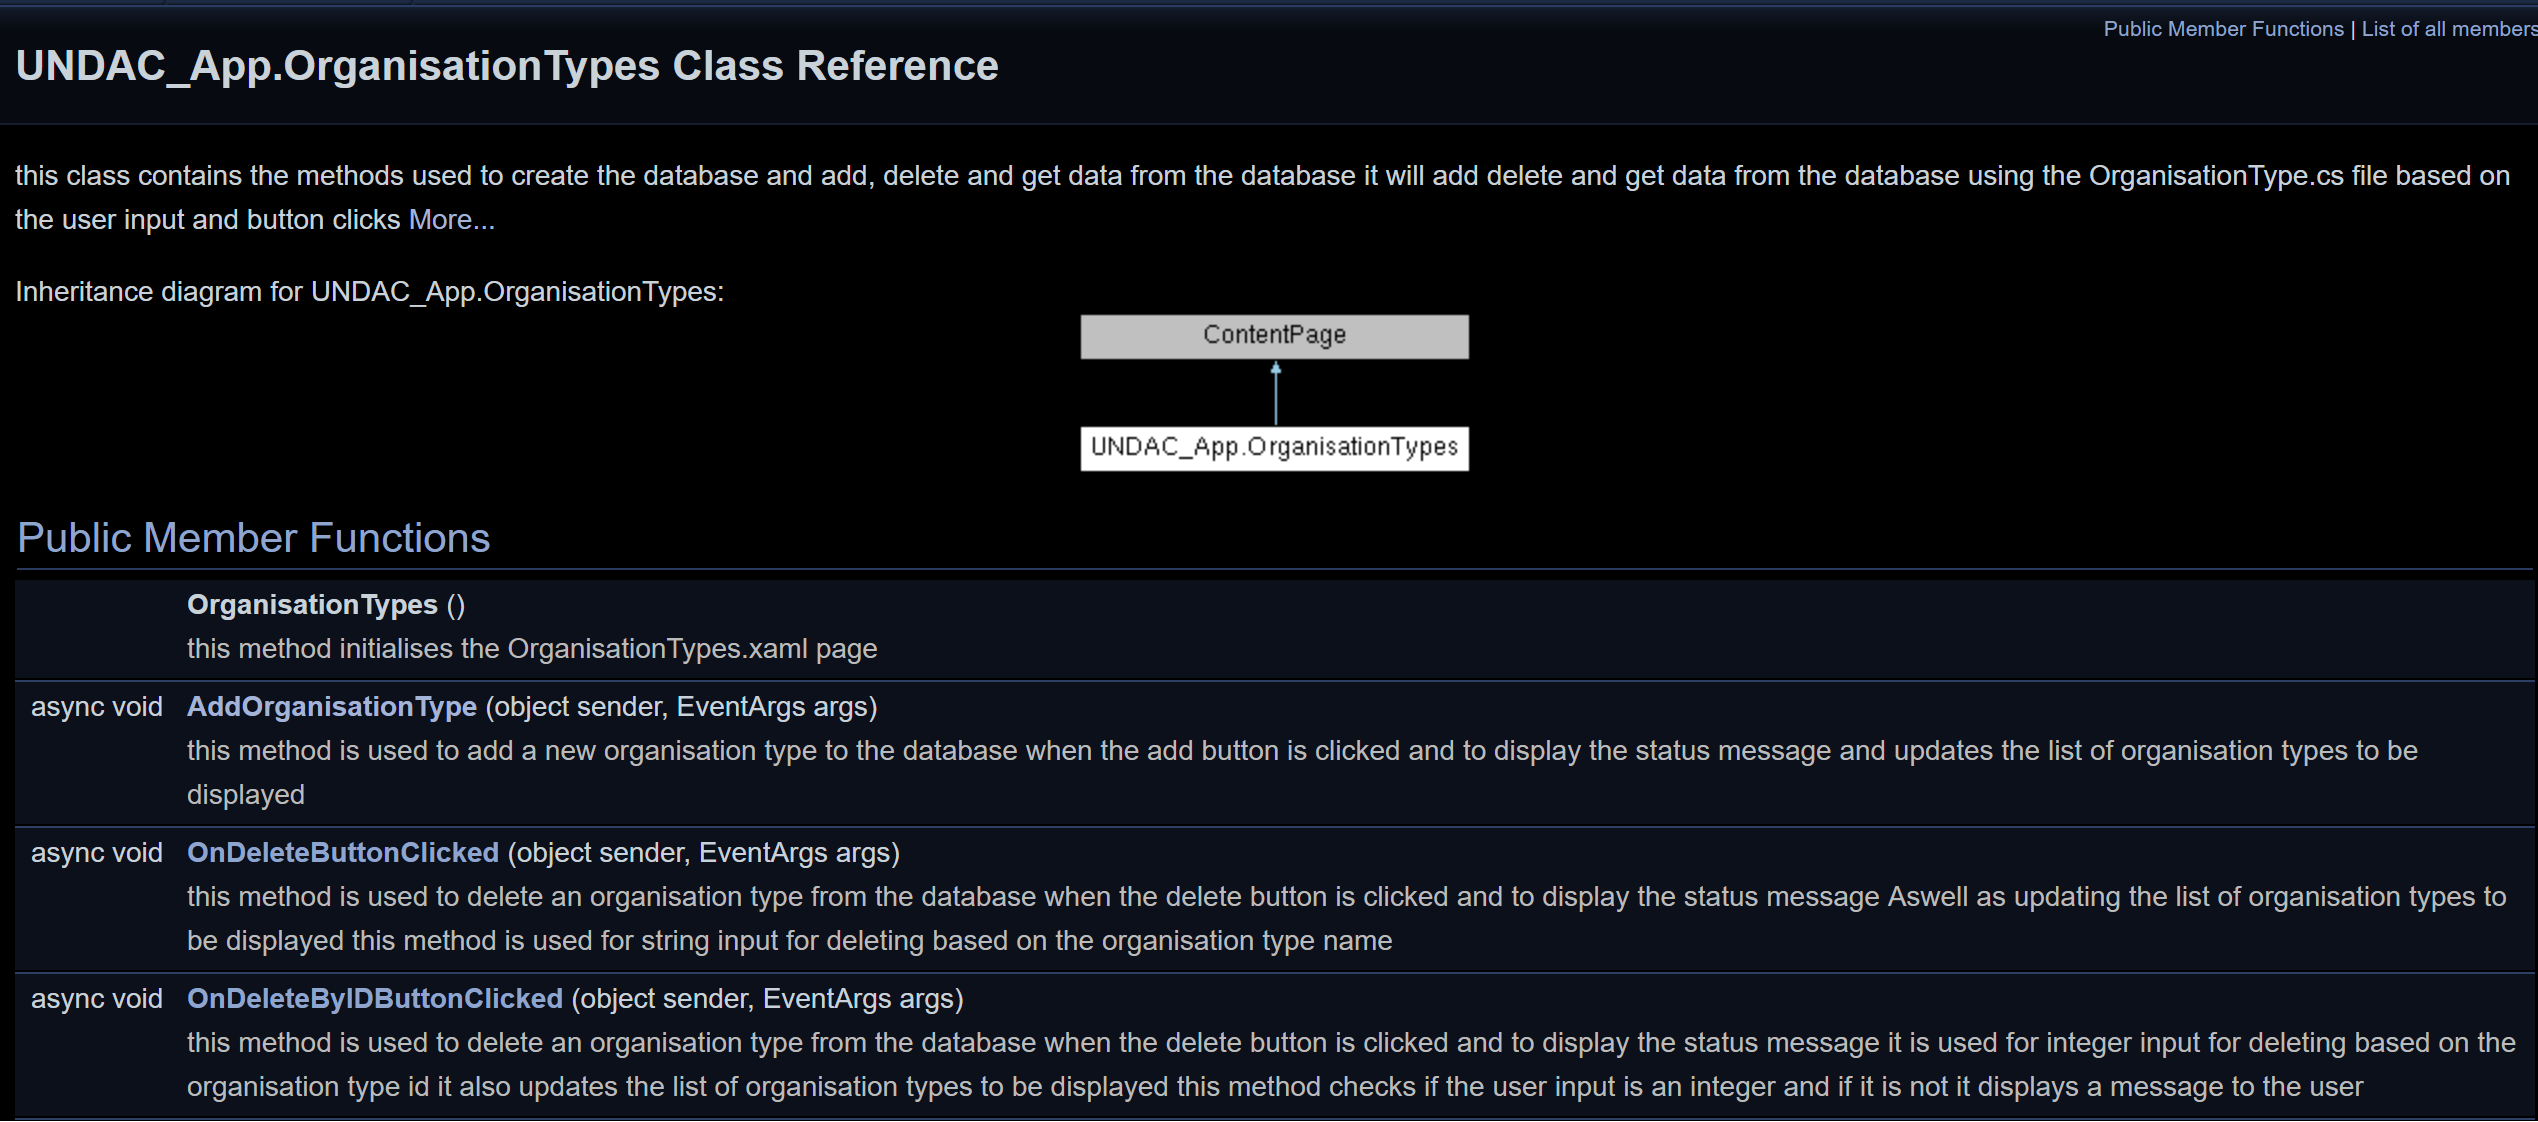 Public Member Functions | List of all members
UNDAC_App.OrganisationTypes Class Reference
this class contains the methods used to create the database and add, delete and get data from the database it will add delete and get data from the database using the OrganisationType.cs file based on
the user input and button clicks More...
Inheritance diagram for UNDAC_App.OrganisationTypes:
ContentPage
UNDAC_App.OrganisationTypes
Public Member Functions
OrganisationTypes ()
this method initialises the OrganisationTypes.xaml page
async void AddOrganisationType (object sender, EventArgs args)
this method is used to add a new organisation type to the database when the add button is clicked and to display the status message and updates the list of organisation types to be
displayed
async void OnDeleteButtonClicked (object sender, EventArgs args)
this method is used to delete an organisation type from the database when the delete button is clicked and to display the status message Aswell as updating the list of organisation types to
be displayed this method is used for string input for deleting based on the organisation type name
async void OnDeleteByIDButtonClicked (object sender, EventArgs args)
this method is used to delete an organisation type from the database when the delete button is clicked and to display the status message it is used for integer input for deleting based on the
organisation type id it also updates the list of organisation types to be displayed this method checks if the user input is an integer and if it is not it displays a message to the user